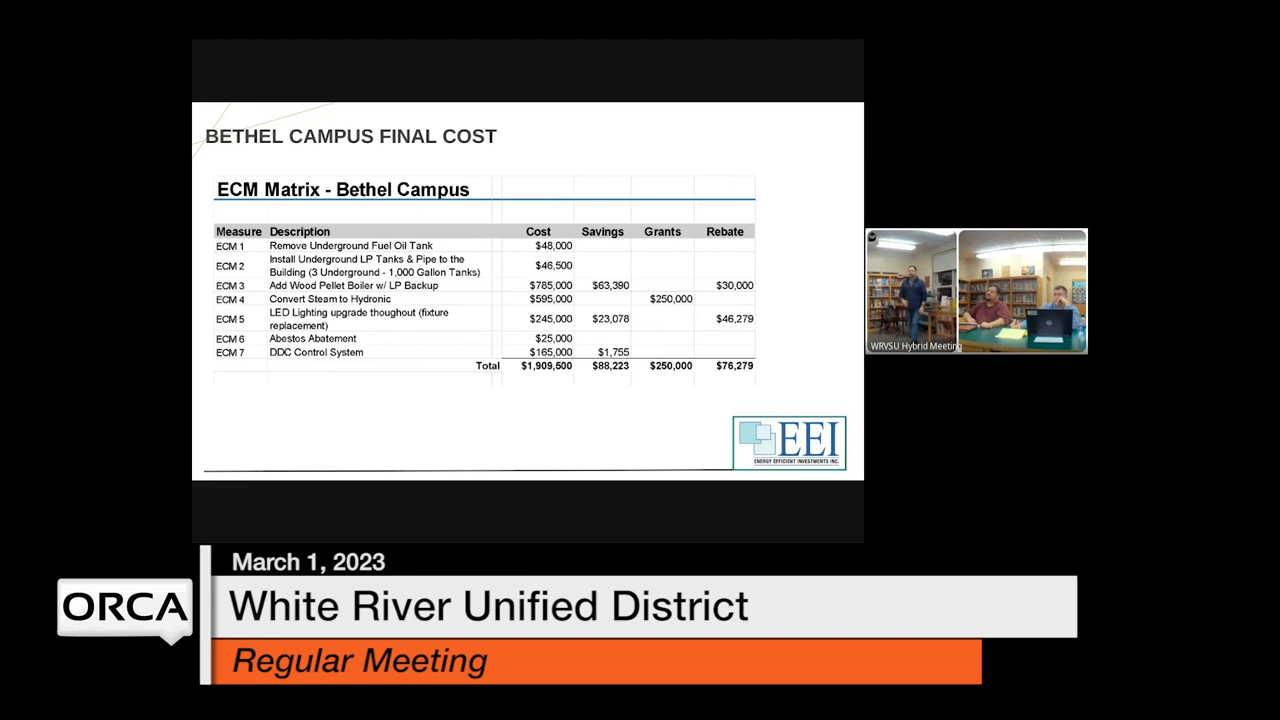 BETHEL CAMPUS FINAL COST
ECM Matrix - Bethel Campus
Measure Description Cost Savings Grants Rebate
ECM 1 Remove Underground Fuel Oil Tank $48,000
ECM 2 Install Underground LP Tanks & Pipe to the
Building (3 Underground - 1,000 Gallon Tanks) $46,500
ECM 3 Add Wood Pellet Boiler w/ LP Backup $785,000 $63,390 $30,000
ECM 4 Convert Steam to Hydronic $595,000 $250,000
ECM 5 LED Lighting upgrade thoughout (fixture
replacement) $245,000 $23,078 $46,279
ECM 6 Abestos Abatement $25,000
ECM 7 DDC Control System $165,000 $1,755
Total $1,909,500 $88,223 $250,000 $76,279
EEI
ENERGY EFFICIENT INVESTMENTS INC.
WRVSU Hybrid Meeting
March 1, 2023
ORCA
White River Unified District
Regular Meeting